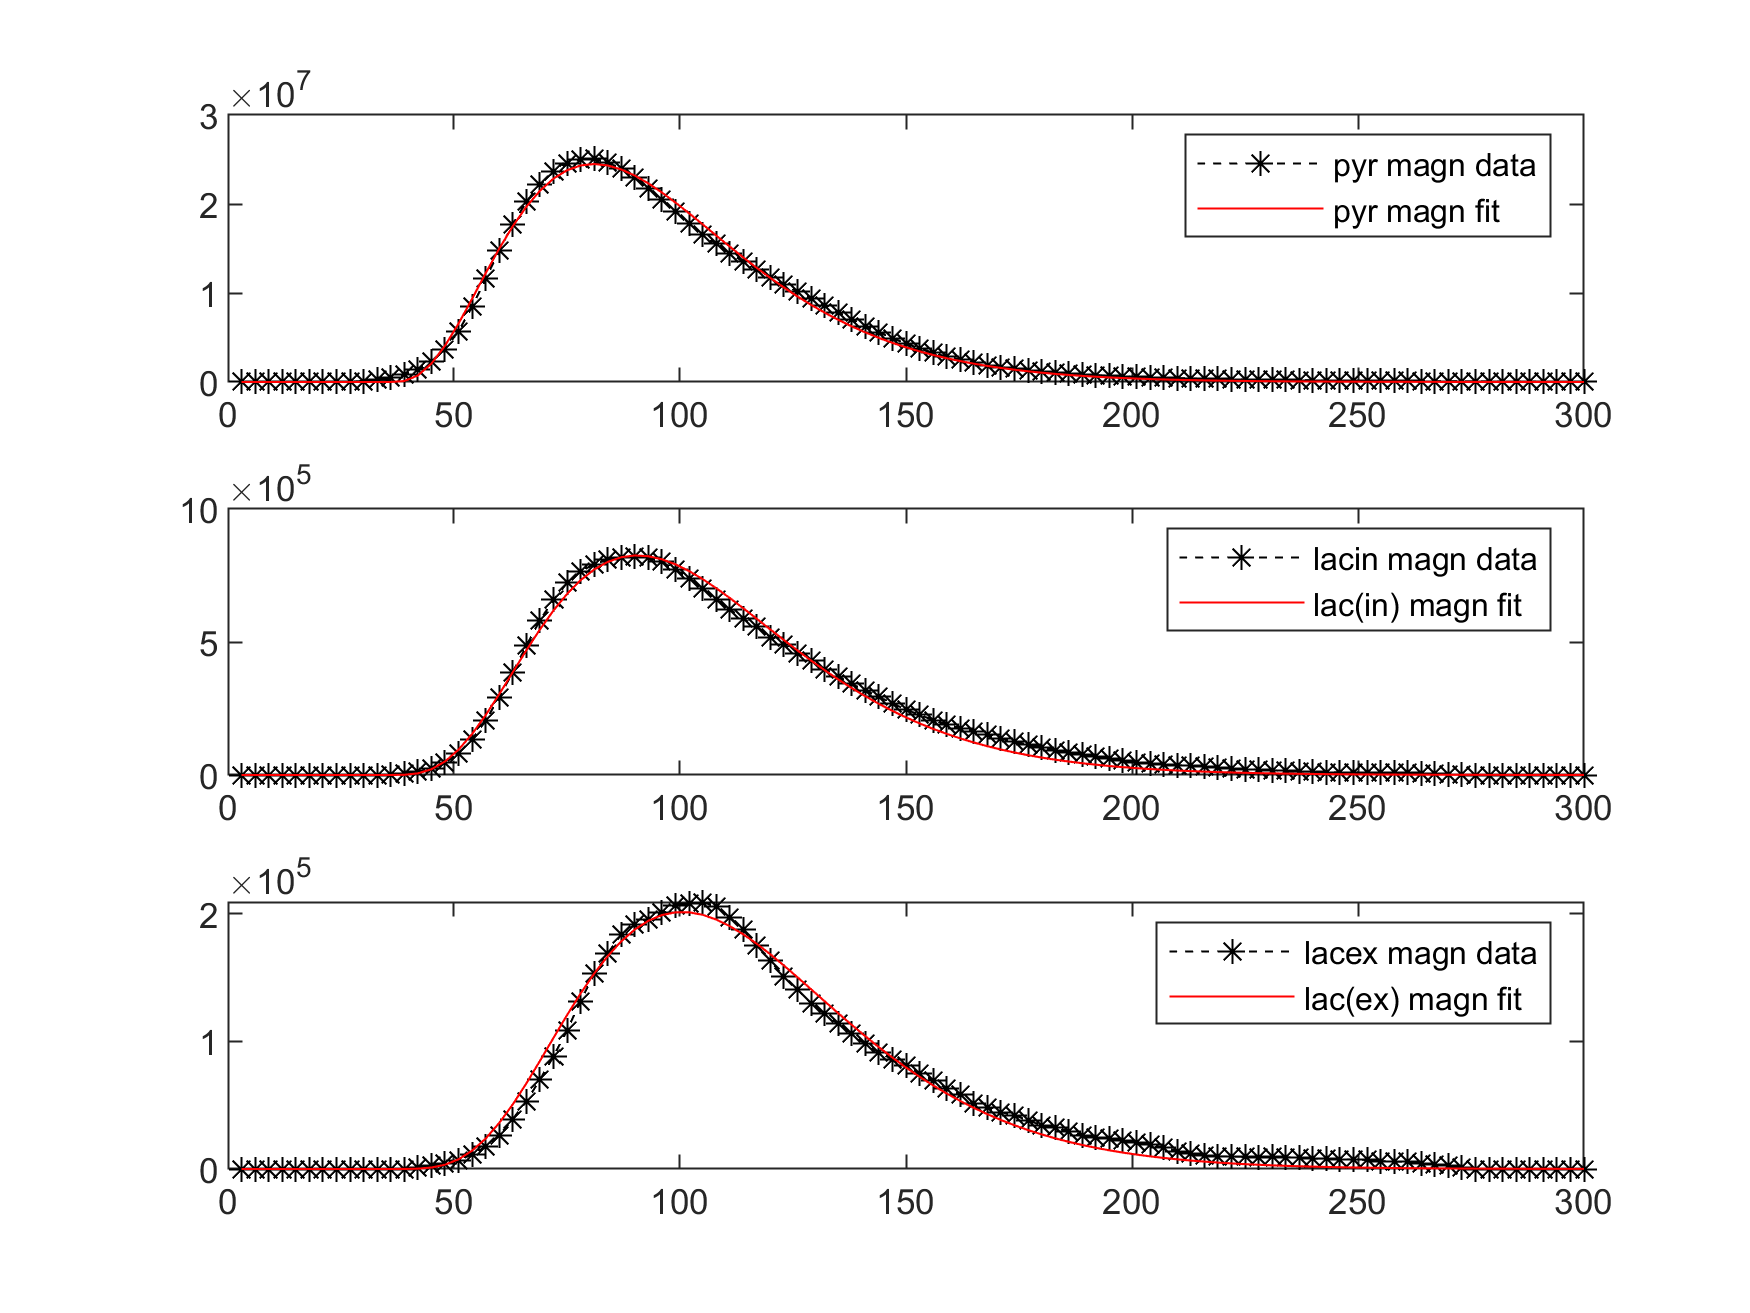 ×10^7
3
2
1
0
pyr magn data
pyr magn fit
0 50 100 150 200 250 300
×10^5
10
5
0
lacin magn data
lac(in) magn fit
0 50 100 150 200 250 300
×10^5
2
1
0
lacex magn data
lac(ex) magn fit
0 50 100 150 200 250 300